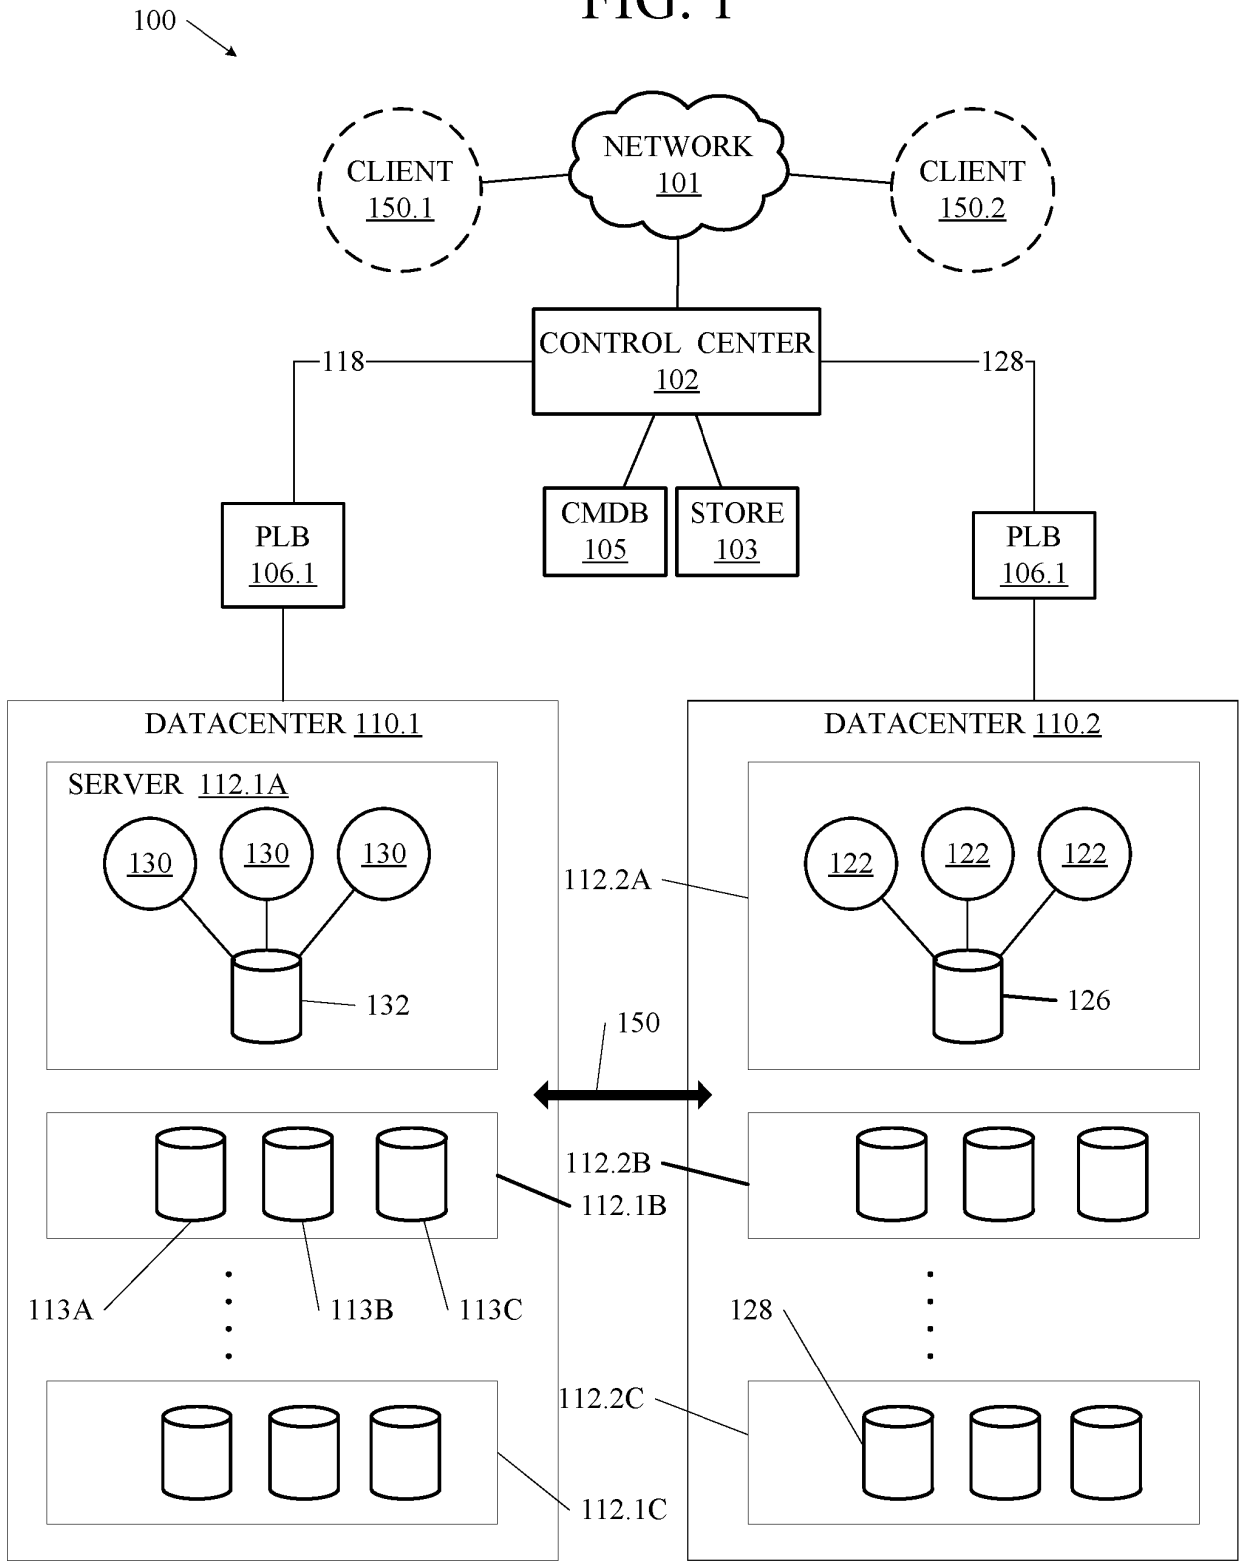 FIG. 1
100
NETWORK
101
CLIENT
150.1
CLIENT
150.2
CONTROL CENTER
102
118
128
CMDB
105
STORE
103
PLB
106.1
PLB
106.1
DATACENTER 110.1
DATACENTER 110.2
SERVER 112.1A
130
130
130
122
122
122
112.2A
132
126
150
112.2B
112.1B
113A
113B
113C
128
112.2C
112.1C